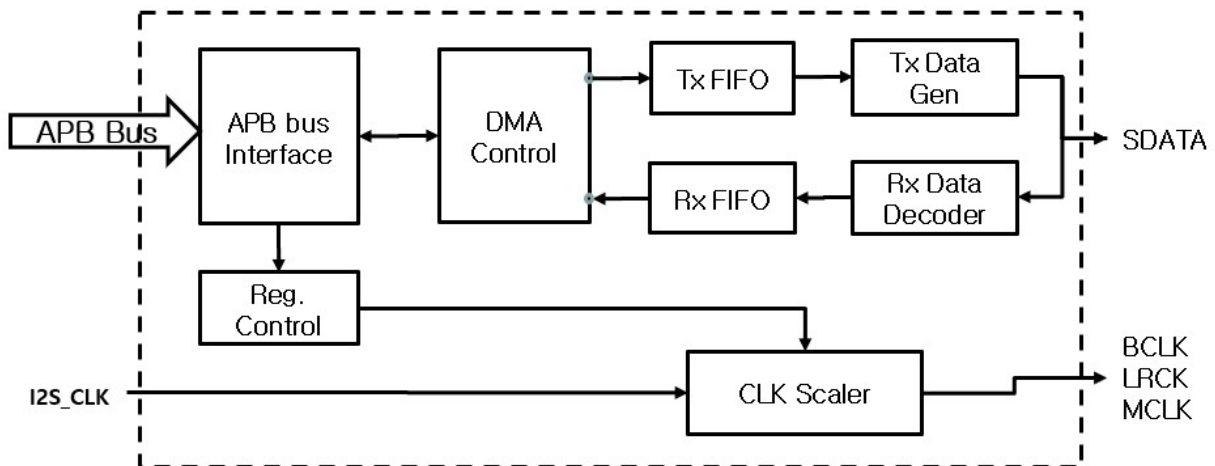 APB Bus
APB bus
Interface
DMA
Control
Tx FIFO
Tx Data
Gen
SDATA
Rx FIFO
Rx Data
Decoder
Reg.
Control
I2S_CLK
CLK Scaler
BCLK
LRCK
MCLK